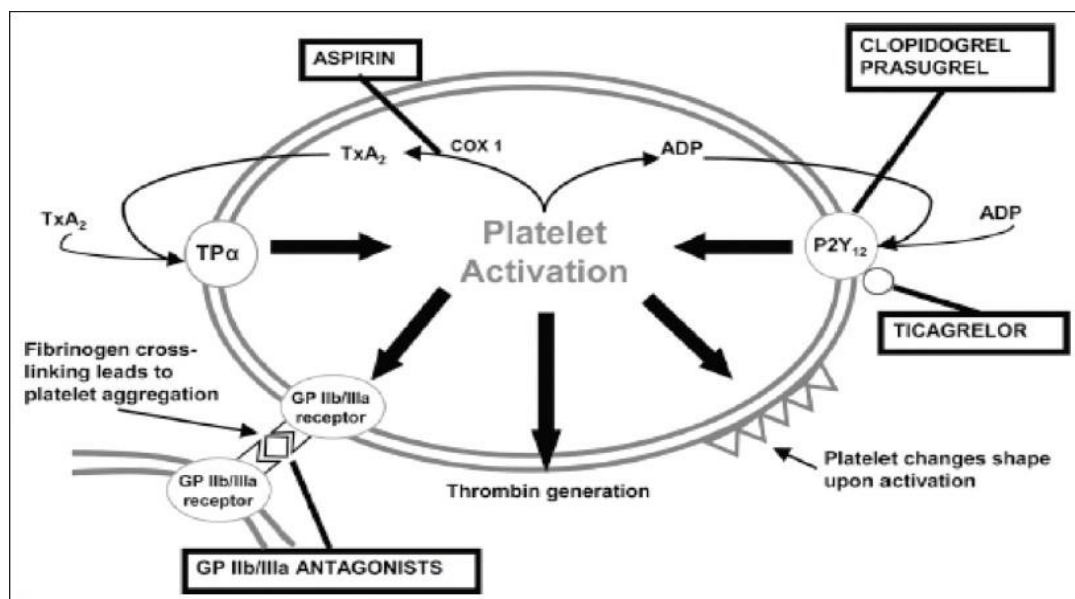 ASPIRIN
CLOPIDOGREL
PRASUGREL
TxA₂
COX 1
ADP
TxA₂
ADP
TPα
Platelet
Activation
P2Y₁₂
TICAGRELOR
Fibrinogen cross-
linking leads to
platelet aggregation
GP IIb/IIIa
receptor
GP IIb/IIIa
receptor
Thrombin generation
Platelet changes shape
upon activation
GP IIb/IIIa ANTAGONISTS